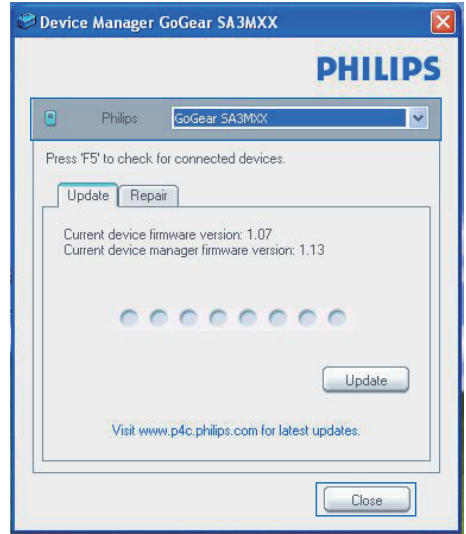 Device Manager GoGear SA3MXX
PHILIPS
Philips GoGear SA3MXX
Press 'F5' to check for connected devices.
Update Repair
Current device firmware version: 1.07
Current device manager firmware version: 1.13
Update
Visit www.p4c.philips.com for latest updates.
Close